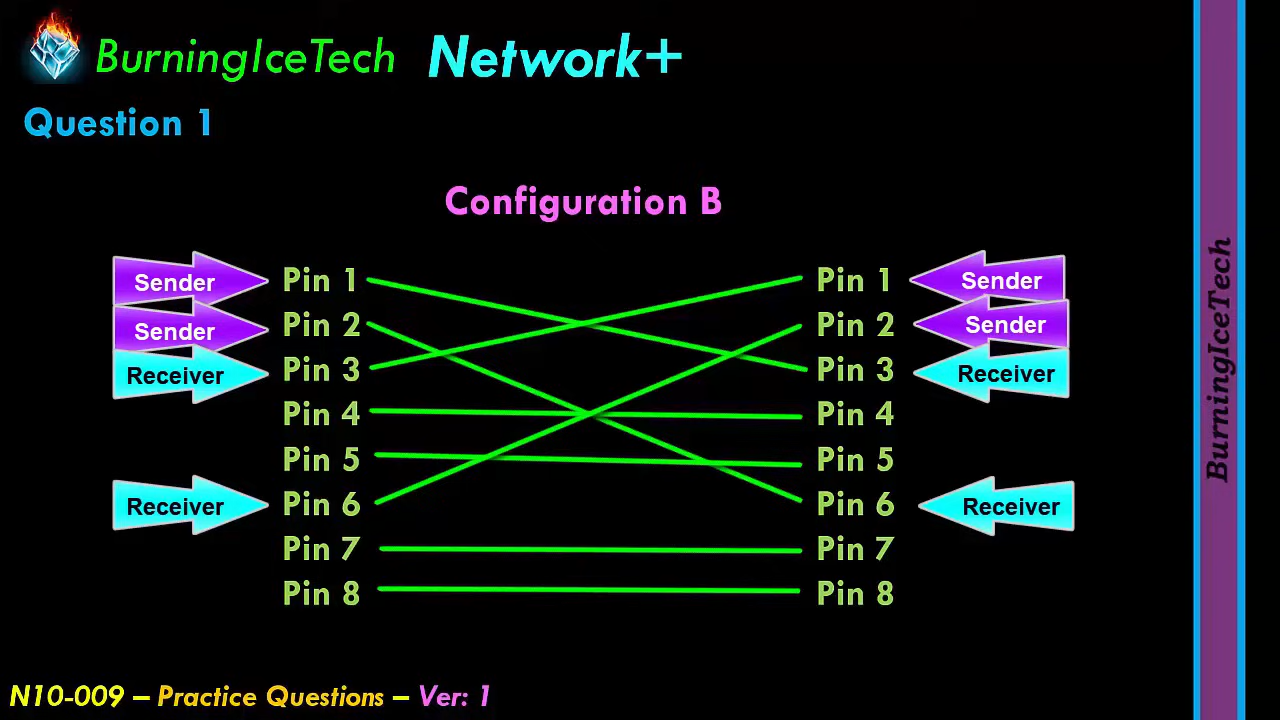 BurningIceTech Network+
Question 1
Configuration B
Sender Pin 1 Pin 1 Sender
Sender Pin 2 Pin 2 Sender
Receiver Pin 3 Pin 3 Receiver
Pin 4 Pin 4
Pin 5 Pin 5
Receiver Pin 6 Pin 6 Receiver
Pin 7 Pin 7
Pin 8 Pin 8
N10-009 – Practice Questions – Ver: 1
BurningIceTech